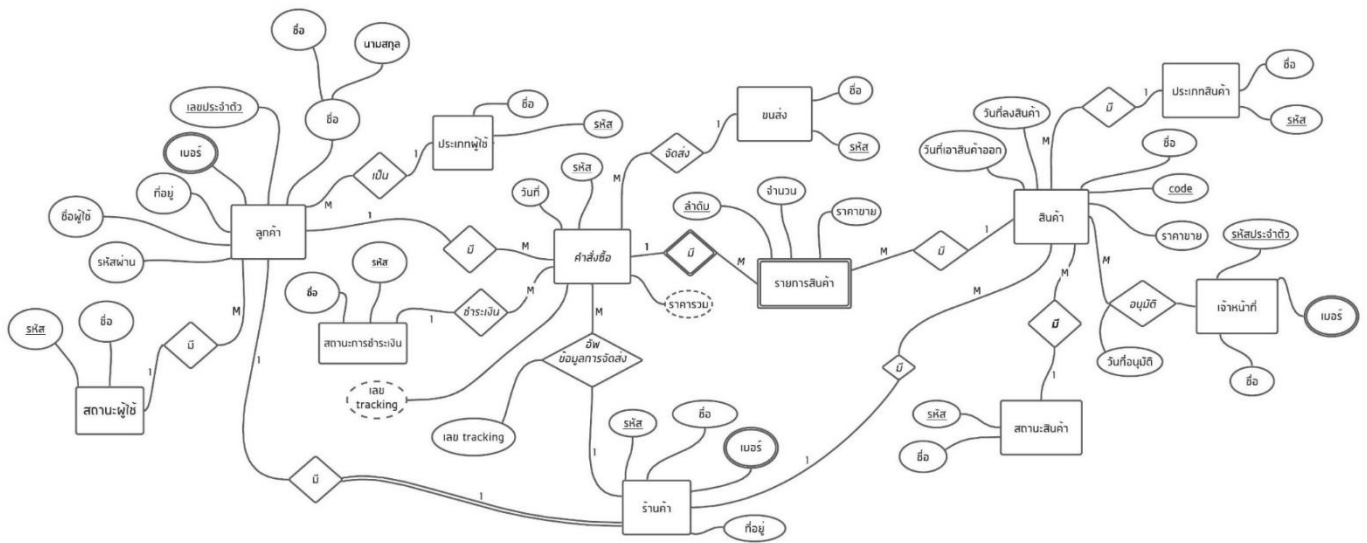 ชื่อ
นามสกุล
เลขประจำตัว
ชื่อ
เบอร์
ที่อยู่
ชื่อผู้ใช้
รหัสผ่าน
ลูกค้า
M
เป็น
1
ประเภทผู้ใช้
ชื่อ
รหัส
1
มี
M
M
มี
1
สถานะผู้ใช้
รหัส
ชื่อ
1
มี
1
วันที่
รหัส
คำสั่งซื้อ
ราคารวม
M
ชำระเงิน
1
สถานะการชำระเงิน
ชื่อ
รหัส
เลข
tracking
M
อัพ
ข้อมูลการจัดส่ง
เลข tracking
1
M
จัดส่ง
1
ขนส่ง
ชื่อ
รหัส
1
มี
M
รายการสินค้า
ลำดับ
จำนวน
ราคาขาย
M
มี
1
ร้านค้า
รหัส
ชื่อ
เบอร์
ที่อยู่
1
มี
M
สินค้า
วันที่ลงสินค้า
วันที่เอาสินค้าออก
ชื่อ
code
ราคาขาย
M
มี
1
ประเภทสินค้า
ชื่อ
รหัส
M
มี
1
สถานะสินค้า
รหัส
ชื่อ
M
อนุมัติ
วันที่อนุมัติ
เจ้าหน้าที่
รหัสประจำตัว
เบอร์
ชื่อ